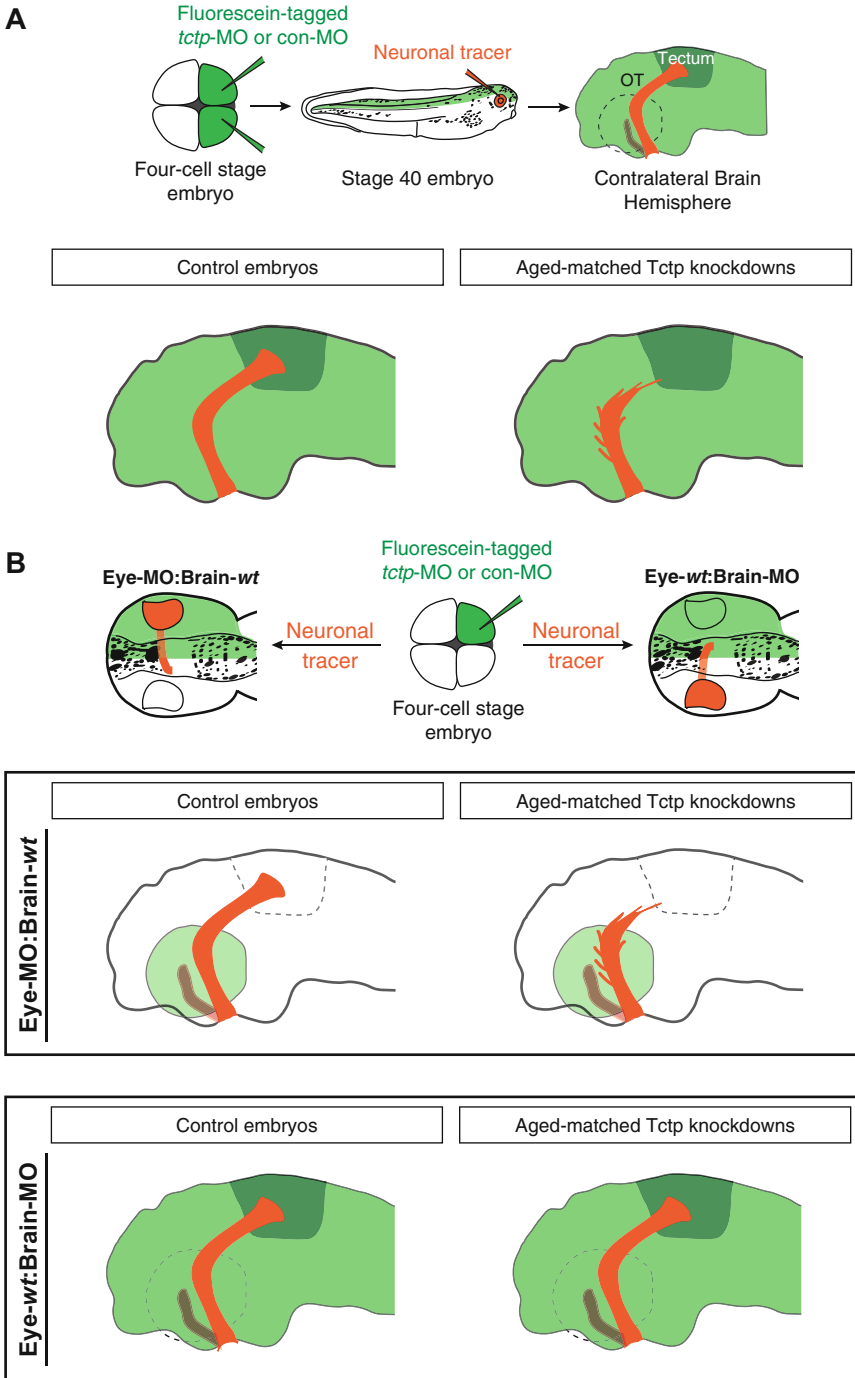 A
Fluorescein-tagged
tctp-MO or con-MO
Neuronal tracer
Tectum
OT
Four-cell stage
embryo
Stage 40 embryo
Contralateral Brain
Hemisphere
Control embryos
Aged-matched Tctp knockdowns
B
Fluorescein-tagged
tctp-MO or con-MO
Eye-MO:Brain-wt
Eye-wt:Brain-MO
Neuronal
tracer
Neuronal
tracer
Four-cell stage
embryo
Eye-MO:Brain-wt
Control embryos
Aged-matched Tctp knockdowns
Eye-wt:Brain-MO
Control embryos
Aged-matched Tctp knockdowns